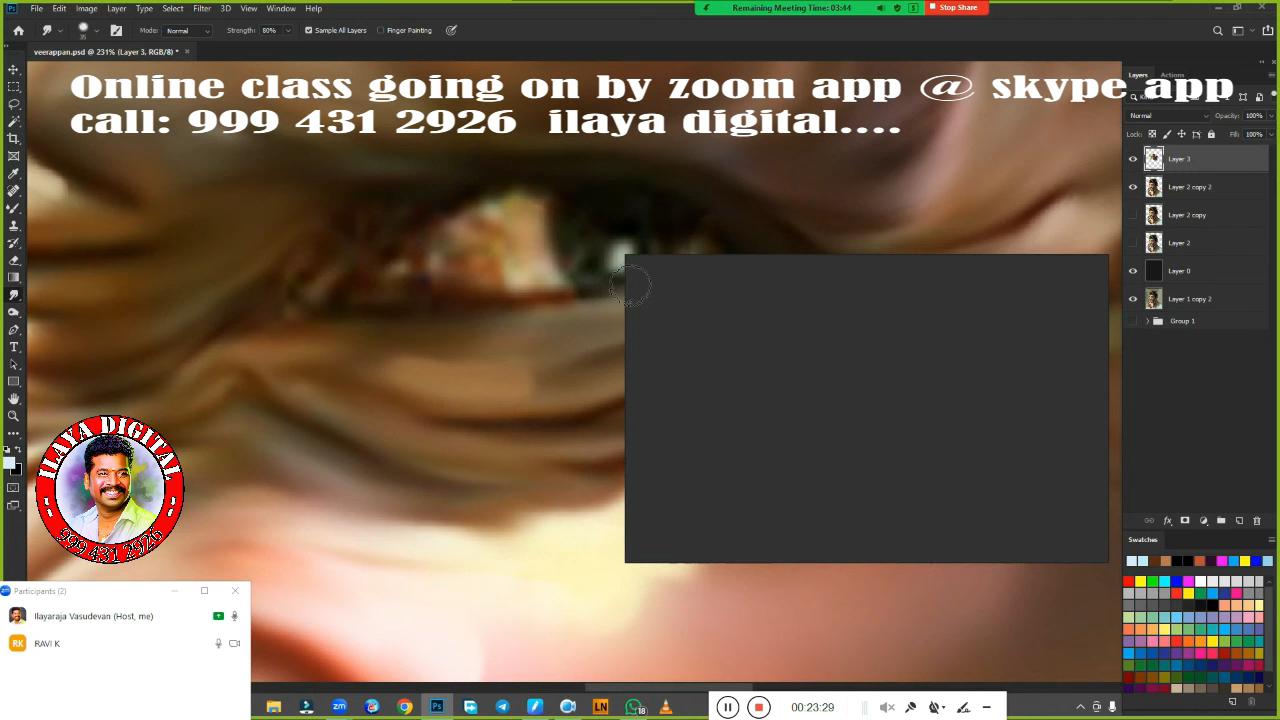 File Edit Image Layer Type Select Filter 3D View Window Help
Remaining Meeting Time: 03:44
Stop Share
Mode: Normal
Strength: 80%
Sample All Layers
Finger Painting
veerappan.psd @ 231% (Layer 3, RGB/8) *
Online class going on by zoom app @ skype app
call: 999 431 2926 ilaya digital....
Layers Actions
Normal
Opacity: 100%
Lock:
Fill: 100%
Layer 3
Layer 2 copy 2
Layer 2 copy
Layer 2
Layer 0
Layer 1 copy 2
Group 1
ILAYA DIGITAL
999 431 2926
Swatches
Participants (2)
Ilayaraja Vasudevan (Host, me)
RK RAVI K
00:23:29